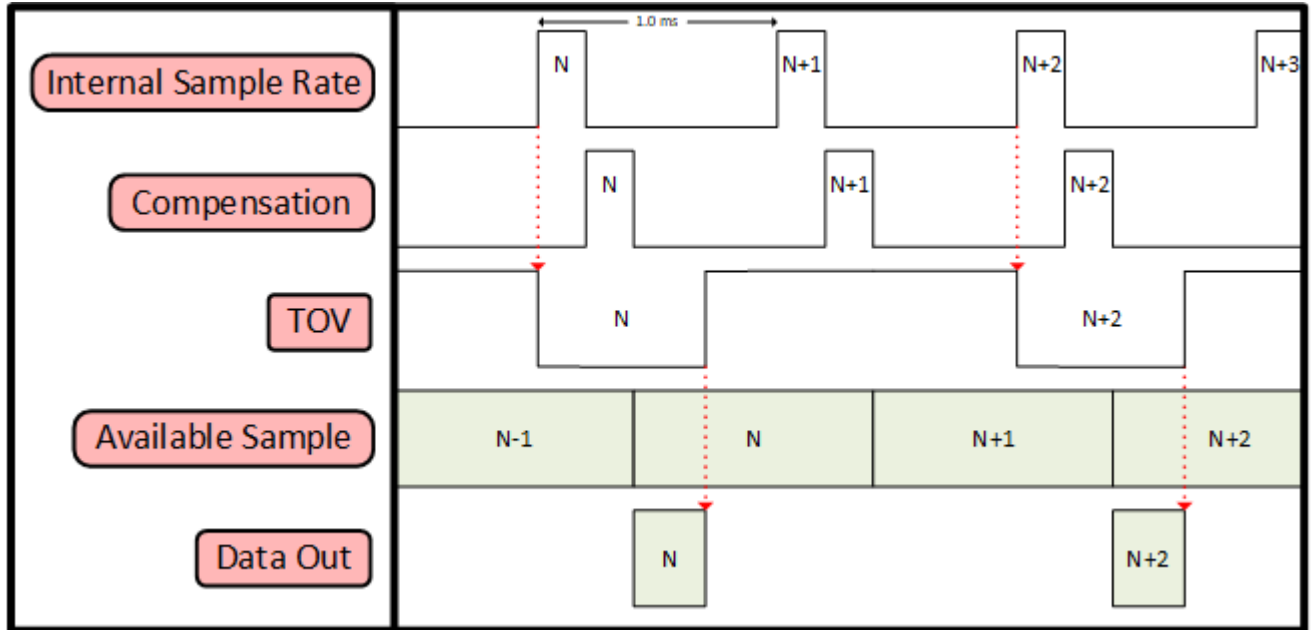 1.0 ms
Internal Sample Rate
N
N+1
N+2
N+3
Compensation
N
N+1
N+2
TOV
N
N+2
Available Sample
N-1
N
N+1
N+2
Data Out
N
N+2